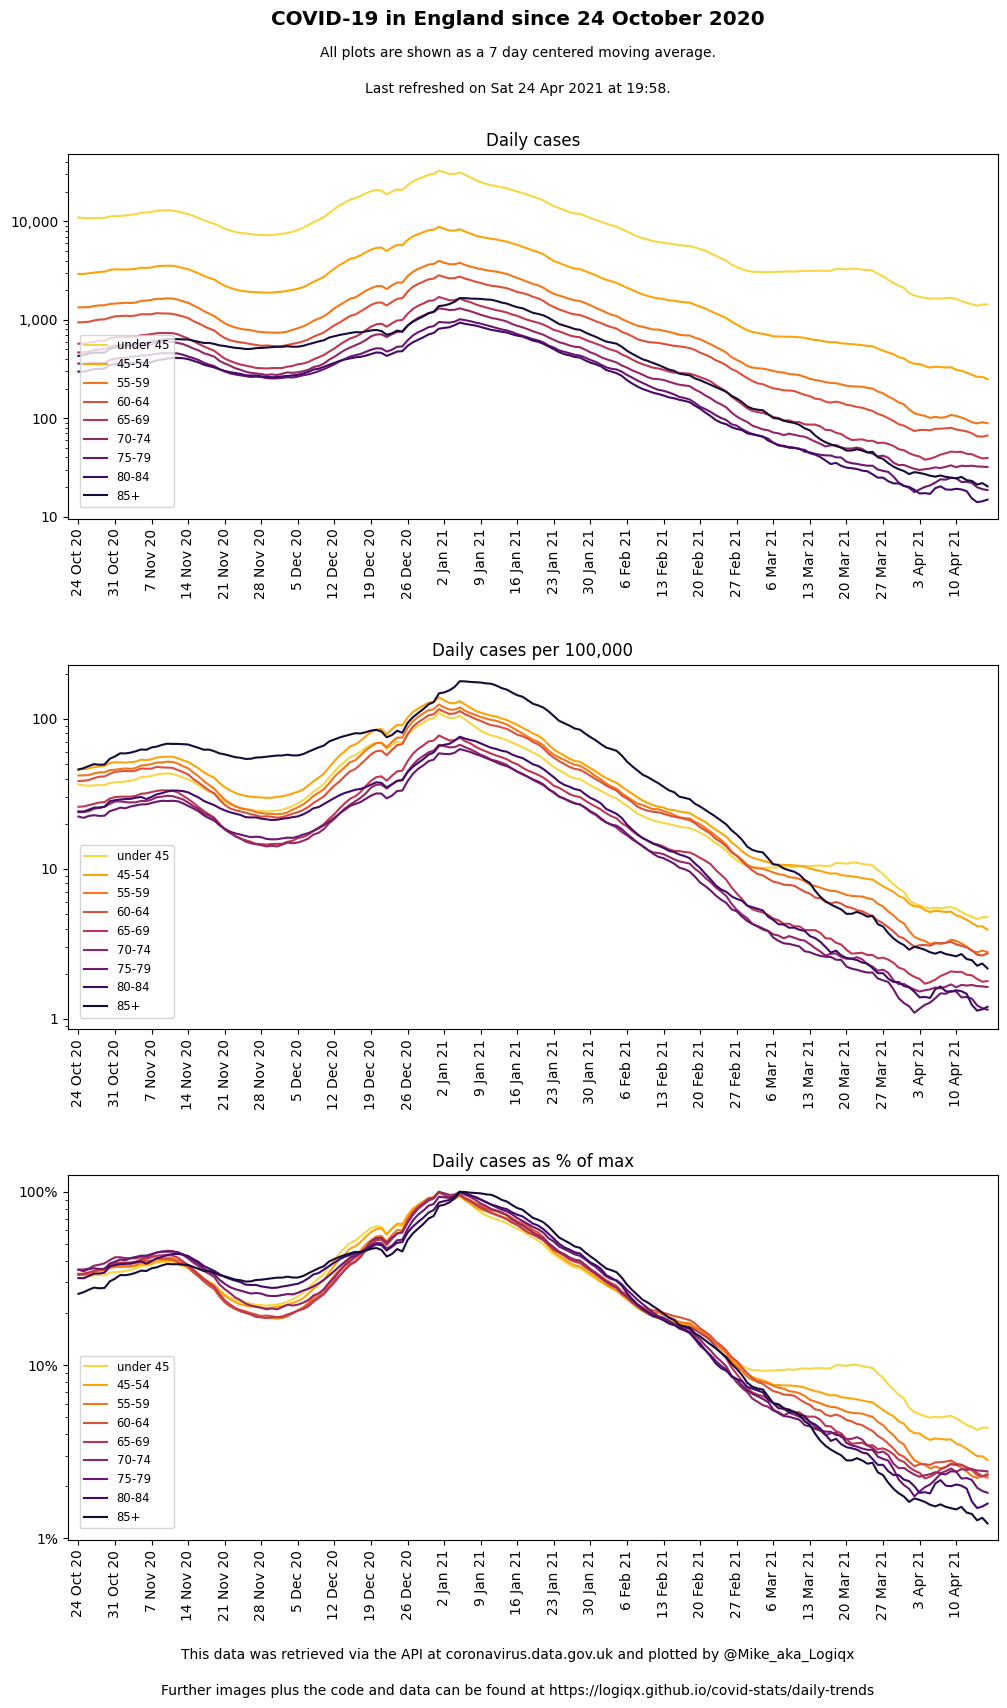 COVID-19 in England since 24 October 2020
All plots are shown as a 7 day centered moving average.
Last refreshed on Sat 24 Apr 2021 at 19:58.
Daily cases
10,000
1,000
100
10
under 45
45-54
55-59
60-64
65-69
70-74
75-79
80-84
85+
24 Oct 20
31 Oct 20
7 Nov 20
14 Nov 20
21 Nov 20
28 Nov 20
5 Dec 20
12 Dec 20
19 Dec 20
26 Dec 20
2 Jan 21
9 Jan 21
16 Jan 21
23 Jan 21
30 Jan 21
6 Feb 21
13 Feb 21
20 Feb 21
27 Feb 21
6 Mar 21
13 Mar 21
20 Mar 21
27 Mar 21
3 Apr 21
10 Apr 21
Daily cases per 100,000
100
10
1
under 45
45-54
55-59
60-64
65-69
70-74
75-79
80-84
85+
24 Oct 20
31 Oct 20
7 Nov 20
14 Nov 20
21 Nov 20
28 Nov 20
5 Dec 20
12 Dec 20
19 Dec 20
26 Dec 20
2 Jan 21
9 Jan 21
16 Jan 21
23 Jan 21
30 Jan 21
6 Feb 21
13 Feb 21
20 Feb 21
27 Feb 21
6 Mar 21
13 Mar 21
20 Mar 21
27 Mar 21
3 Apr 21
10 Apr 21
Daily cases as % of max
100%
10%
1%
under 45
45-54
55-59
60-64
65-69
70-74
75-79
80-84
85+
24 Oct 20
31 Oct 20
7 Nov 20
14 Nov 20
21 Nov 20
28 Nov 20
5 Dec 20
12 Dec 20
19 Dec 20
26 Dec 20
2 Jan 21
9 Jan 21
16 Jan 21
23 Jan 21
30 Jan 21
6 Feb 21
13 Feb 21
20 Feb 21
27 Feb 21
6 Mar 21
13 Mar 21
20 Mar 21
27 Mar 21
3 Apr 21
10 Apr 21
This data was retrieved via the API at coronavirus.data.gov.uk and plotted by @Mike_aka_Logiqx
Further images plus the code and data can be found at https://logiqx.github.io/covid-stats/daily-trends